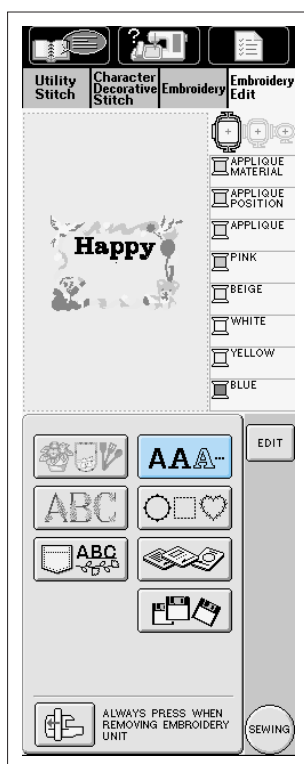 Utility
Stitch
Character
Decorative
Stitch
Embroidery
Embroidery
Edit
APPLIQUE
MATERIAL
APPLIQUE
POSITION
APPLIQUE
PINK
BEIGE
WHITE
YELLOW
BLUE
Happy
EDIT
AAA
ABC
ABC
ALWAYS PRESS WHEN
REMOVING EMBROIDERY
UNIT
SEWING